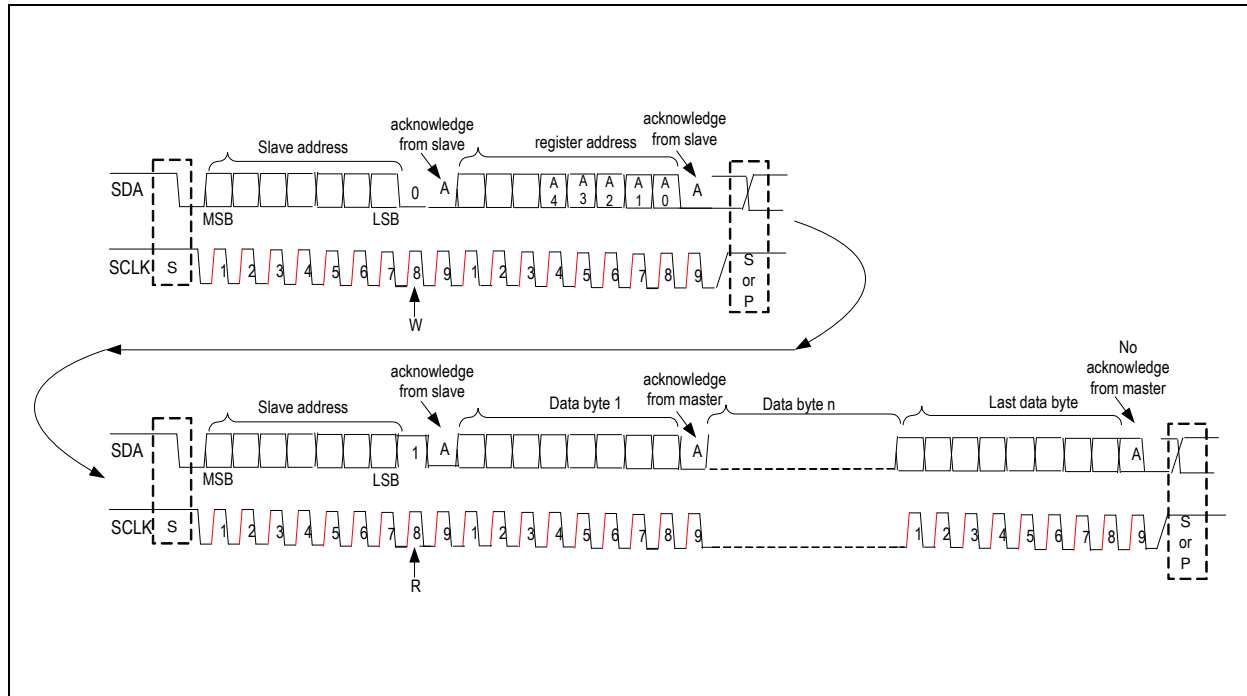 acknowledge
from slave
acknowledge
from slave
Slave address
register address
SDA
0
A
A
4
A
3
A
2
A
1
A
0
A
MSB
LSB
SCLK
S
1 2 3 4 5 6 7 8 9 1 2 3 4 5 6 7 8 9
S
or
P
W
No
acknowledge
from master
acknowledge
from slave
acknowledge
from master
Slave address
Data byte 1
Data byte n
Last data byte
SDA
1
A
A
A
MSB
LSB
SCLK
S
1 2 3 4 5 6 7 8 9 1 2 3 4 5 6 7 8 9
1 2 3 4 5 6 7 8 9
S
or
P
R